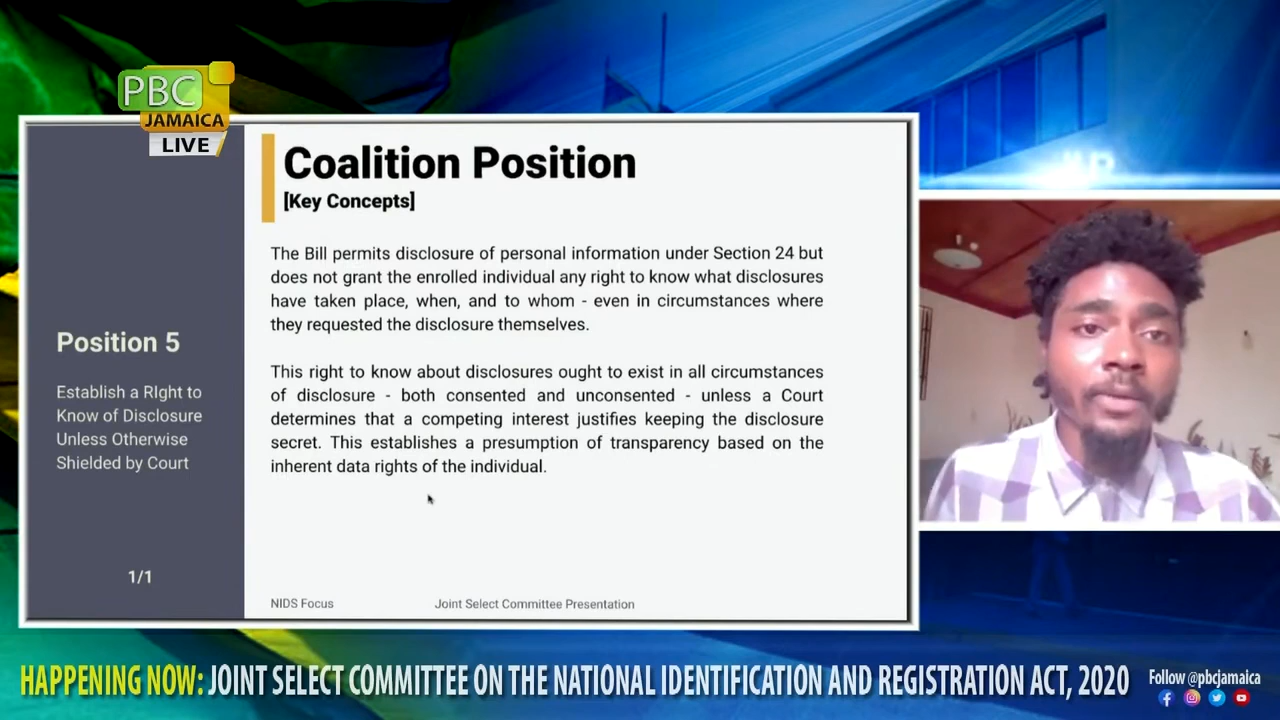 PBC
JAMAICA
LIVE
Coalition Position
[Key Concepts]
The Bill permits disclosure of personal information under Section 24 but
does not grant the enrolled individual any right to know what disclosures
have taken place, when, and to whom - even in circumstances where
they requested the disclosure themselves.
This right to know about disclosures ought to exist in all circumstances
of disclosure - both consented and unconsented - unless a Court
determines that a competing interest justifies keeping the disclosure
secret. This establishes a presumption of transparency based on the
inherent data rights of the individual.
Position 5
Establish a RIght to
Know of Disclosure
Unless Otherwise
Shielded by Court
1/1
NIDS Focus
Joint Select Committee Presentation
HAPPENING NOW: JOINT SELECT COMMITTEE ON THE NATIONAL IDENTIFICATION AND REGISTRATION ACT, 2020
Follow @pbcjamaica